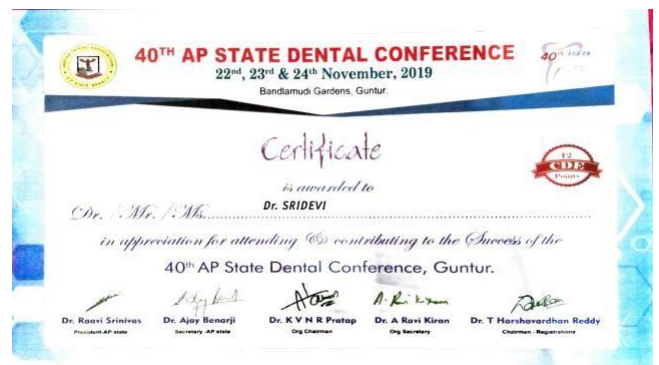 40TH AP STATE DENTAL CONFERENCE
22nd, 23rd & 24th November, 2019
Bandlamudi Gardens, Guntur.
40th ida
Certificate
12
CDE
Points
is awarded to
Dr. / Mr. / Ms. Dr. SRIDEVI
in appreciation for attending & contributing to the Success of the
40th AP State Dental Conference, Guntur.
Dr. Raavi Srinivas
President-AP state
Dr. Ajay Benarji
Secretary -AP state
Dr. K V N R Pratap
Org Chairman
Dr. A Ravi Kiran
Org Secretary
Dr. T Harshavardhan Reddy
Chairman - Registrations